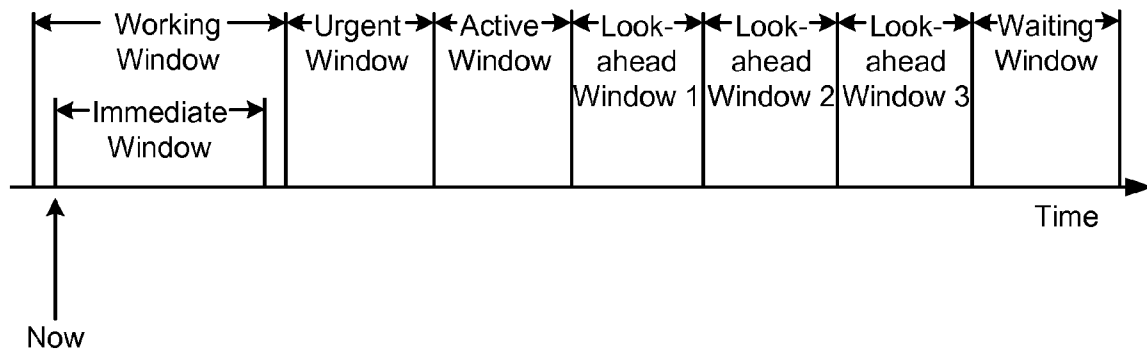 Working
Window
Urgent
Window
Active
Window
Look-
ahead
Window 1
Look-
ahead
Window 2
Look-
ahead
Window 3
Waiting
Window
Immediate
Window
Time
Now